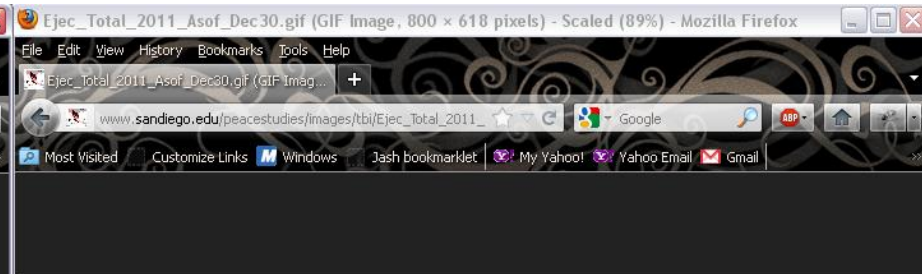 Ejec_Total_2011_Asof_Dec30.gif (GIF Image, 800 × 618 pixels) - Scaled (89%) - Mozilla Firefox
File Edit View History Bookmarks Tools Help
Ejec_Total_2011_Asof_Dec30.gif (GIF Imag... +
www.sandiego.edu/peacestudies/images/tbi/Ejec_Total_2011_ Google ABP
Most Visited Customize Links Windows Jash bookmarklet My Yahoo! Yahoo Email Gmail